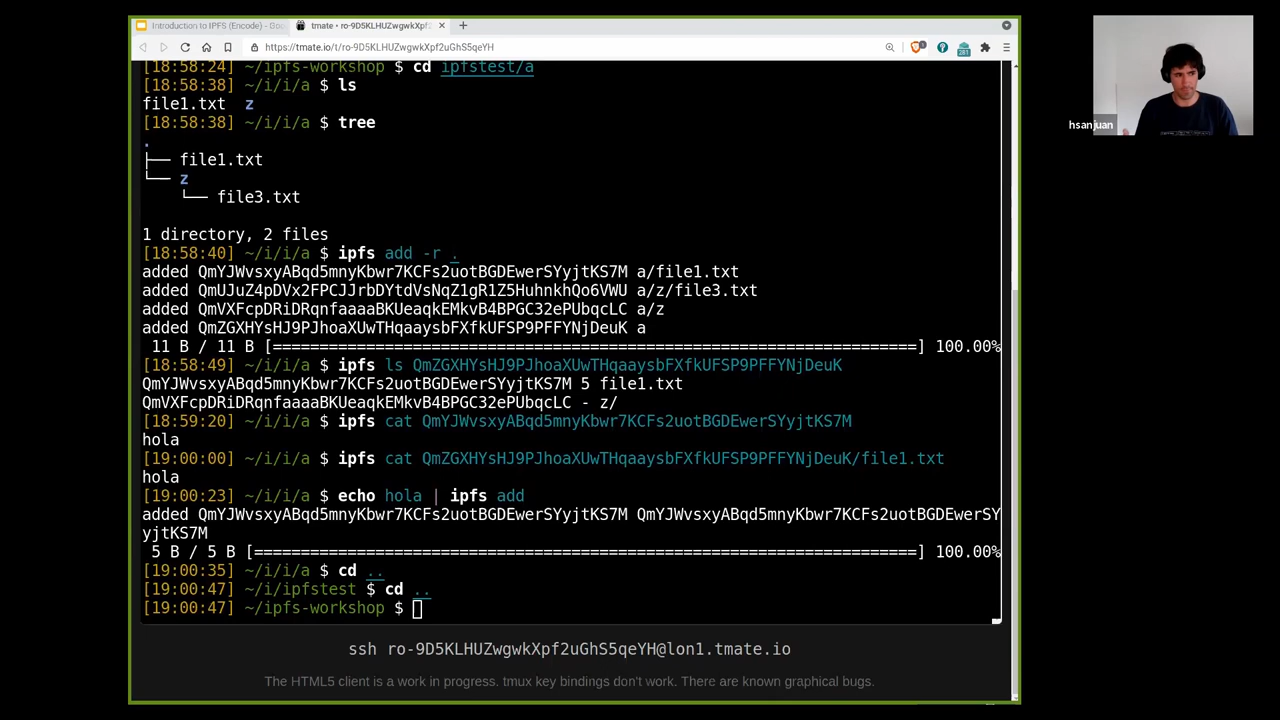 Introduction to IPFS (Encode) - Goo
tmate • ro-9D5KLHUZwgwkXpf2
https://tmate.io/t/ro-9D5KLHUZwgwkXpf2uGhS5qeYH
[18:58:24] ~/ipfs-workshop $ cd ipfstest/a
[18:58:38] ~/i/i/a $ ls
file1.txt  z
[18:58:38] ~/i/i/a $ tree
.
├── file1.txt
└── z
    └── file3.txt
1 directory, 2 files
[18:58:40] ~/i/i/a $ ipfs add -r .
added QmYJWvsxyABqd5mnyKbwr7KCFs2uotBGDEwerSYyjtKS7M a/file1.txt
added QmUJuZ4pDVx2FPCJJrbDYtdVsNqZ1gR1Z5HuhnkhQo6VWU a/z/file3.txt
added QmVXFcpDRiDRqnfaaaaBKUeaqkEMkvB4BPGC32ePUbqcLC a/z
added QmZGXHYsHJ9PJhoaXUwTHqaaysbFXfkUFSP9PFFYNjDeuK a
11 B / 11 B [======================================================================] 100.00%
[18:58:49] ~/i/i/a $ ipfs ls QmZGXHYsHJ9PJhoaXUwTHqaaysbFXfkUFSP9PFFYNjDeuK
QmYJWvsxyABqd5mnyKbwr7KCFs2uotBGDEwerSYyjtKS7M 5 file1.txt
QmVXFcpDRiDRqnfaaaaBKUeaqkEMkvB4BPGC32ePUbqcLC - z/
[18:59:20] ~/i/i/a $ ipfs cat QmYJWvsxyABqd5mnyKbwr7KCFs2uotBGDEwerSYyjtKS7M
hola
[19:00:00] ~/i/i/a $ ipfs cat QmZGXHYsHJ9PJhoaXUwTHqaaysbFXfkUFSP9PFFYNjDeuK/file1.txt
hola
[19:00:23] ~/i/i/a $ echo hola | ipfs add
added QmYJWvsxyABqd5mnyKbwr7KCFs2uotBGDEwerSYyjtKS7M QmYJWvsxyABqd5mnyKbwr7KCFs2uotBGDEwerSY
yjtKS7M
5 B / 5 B [========================================================================] 100.00%
[19:00:35] ~/i/i/a $ cd ..
[19:00:47] ~/i/ipfstest $ cd ..
[19:00:47] ~/ipfs-workshop $
ssh ro-9D5KLHUZwgwkXpf2uGhS5qeYH@lon1.tmate.io
The HTML5 client is a work in progress. tmux key bindings don't work. There are known graphical bugs.
hsanjuan